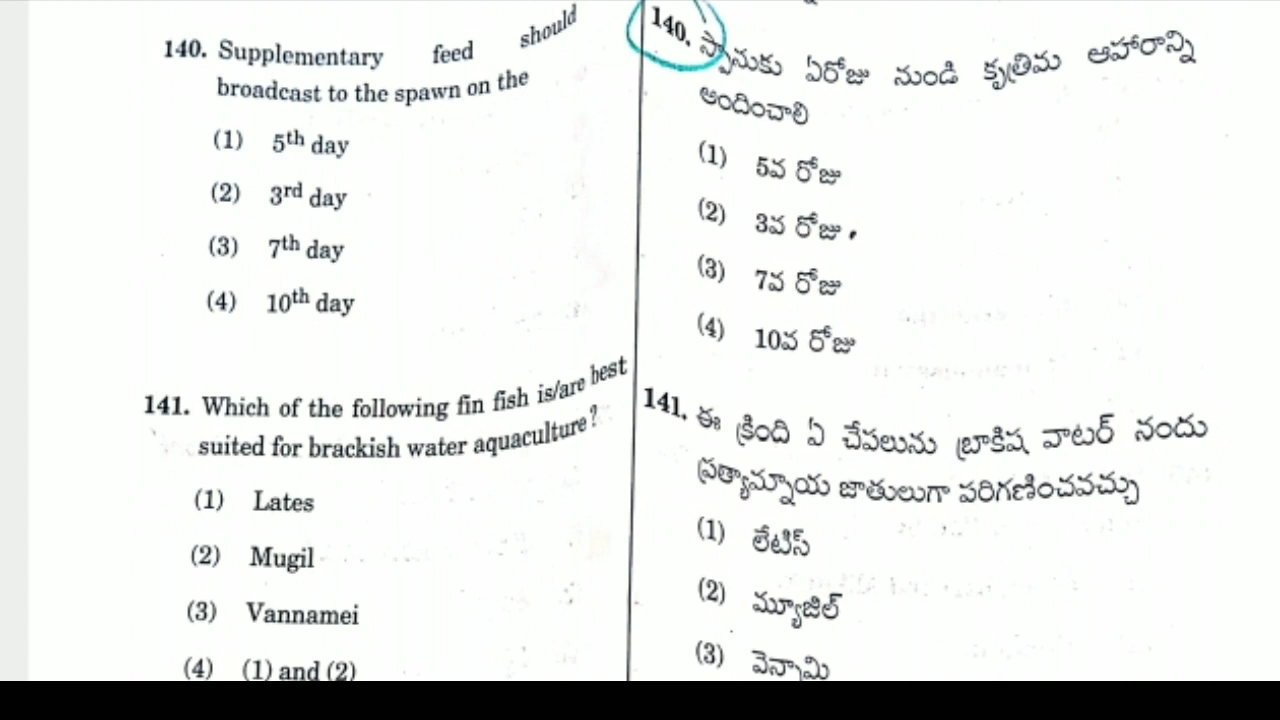 140. Supplementary feed should
broadcast to the spawn on the
(1) 5th day
(2) 3rd day
(3) 7th day
(4) 10th day
141. Which of the following fin fish is/are best
suited for brackish water aquaculture?
(1) Lates
(2) Mugil
(3) Vannamei
(4) (1) and (2)
140. స్పానుకు ఏరోజు నుండి కృత్రిమ ఆహారాన్ని
అందించాలి
(1) 5వ రోజు
(2) 3వ రోజు
(3) 7వ రోజు
(4) 10వ రోజు
141. ఈ క్రింది ఏ చేపలును బ్రాకిష వాటర్ నందు
ప్రత్యామ్నాయ జాతులుగా పరిగణించవచ్చు
(1) లేటిస్
(2) మ్యూజిల్
(3) వెన్నామి